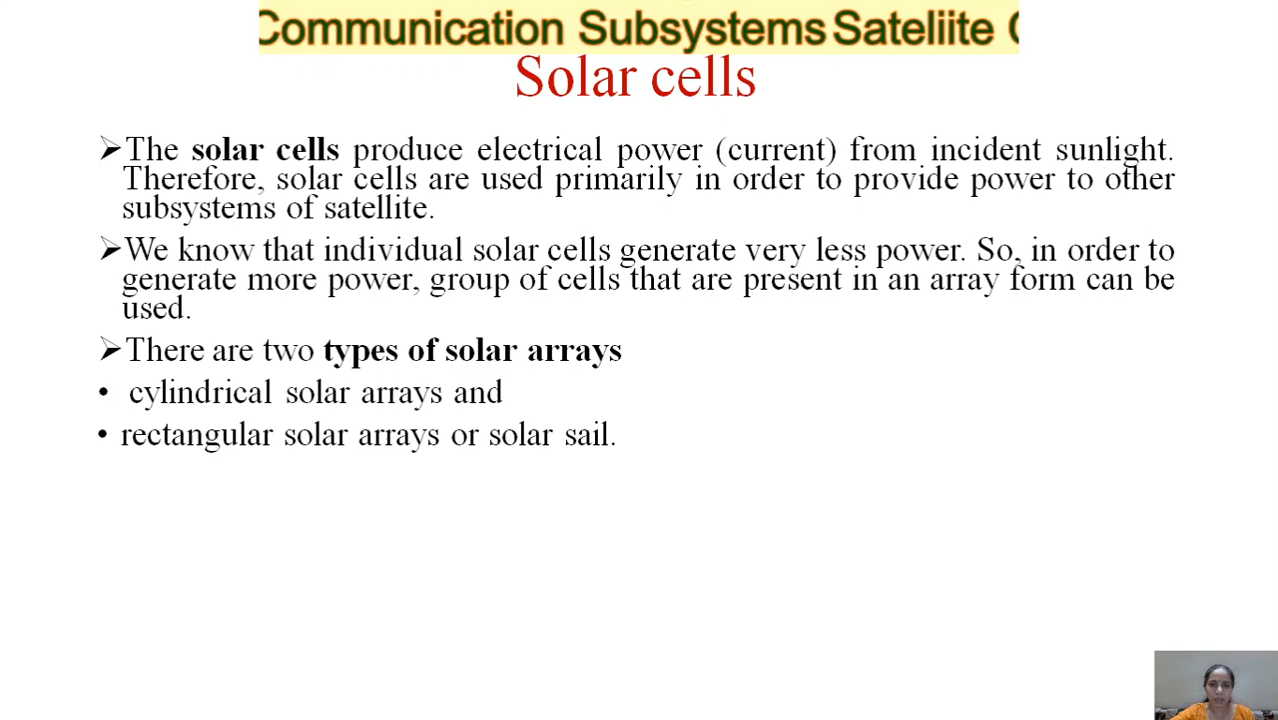 Communication Subsystems Sateliite
Solar cells
➢The solar cells produce electrical power (current) from incident sunlight.
Therefore, solar cells are used primarily in order to provide power to other
subsystems of satellite.
➢We know that individual solar cells generate very less power. So, in order to
generate more power, group of cells that are present in an array form can be
used.
➢There are two types of solar arrays
• cylindrical solar arrays and
• rectangular solar arrays or solar sail.